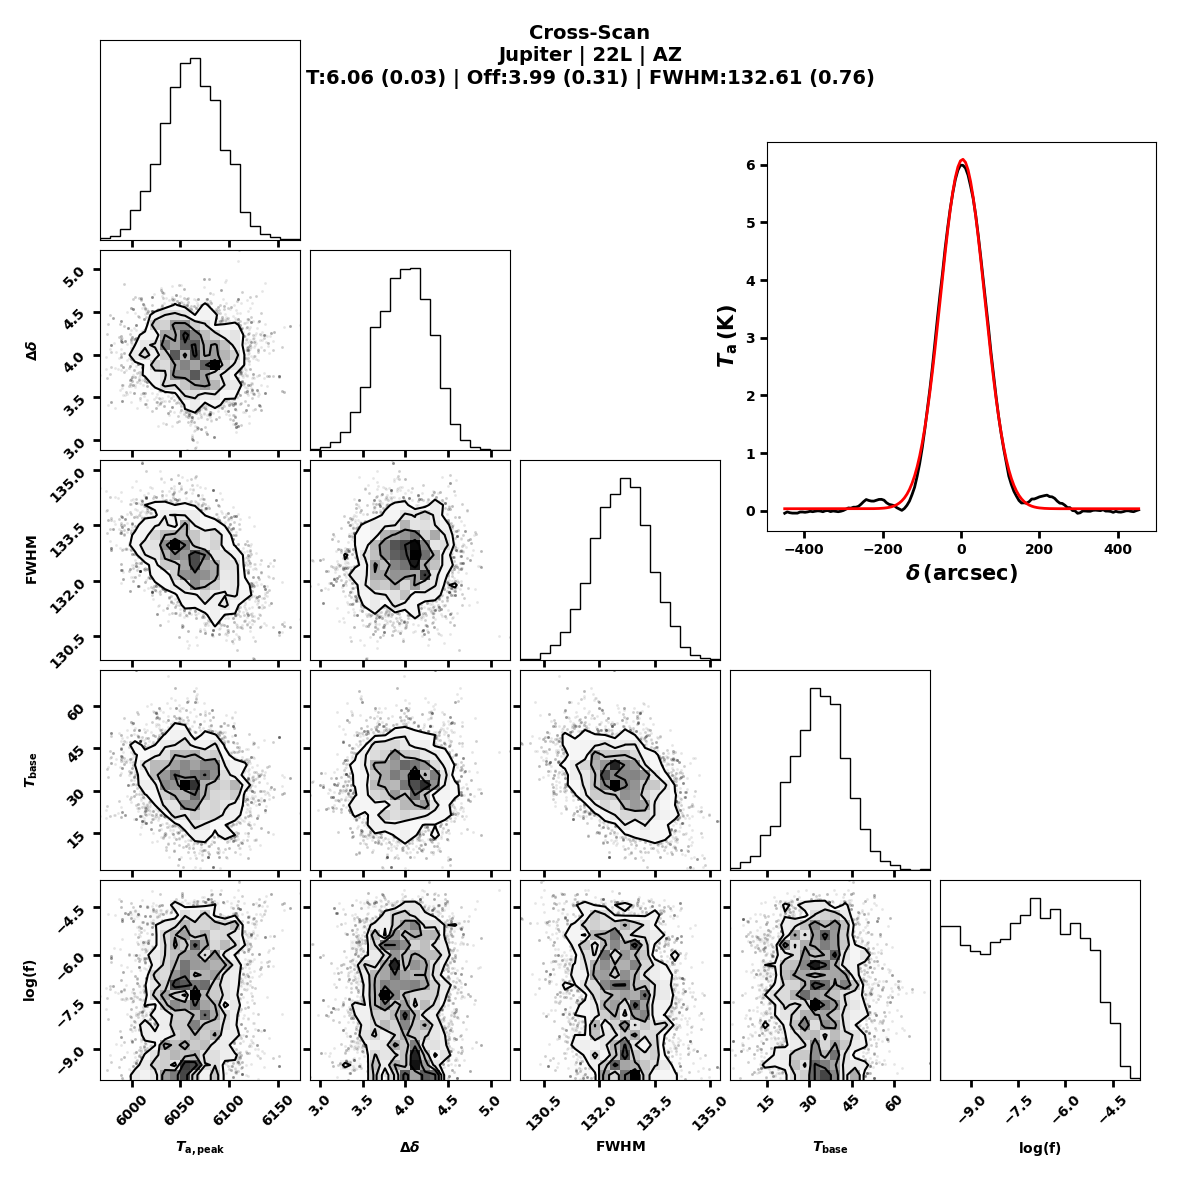 Cross-Scan
Jupiter | 22L | AZ
T:6.06 (0.03) | Off:3.99 (0.31) | FWHM:132.61 (0.76)
6
5
4
3
2
1
0
Ta (K)
−400 −200 0 200 400
δ (arcsec)
5.0
4.5
4.0
3.5
3.0
Δδ
135.0
133.5
132.0
130.5
FWHM
60
45
30
15
Tbase
−4.5
−6.0
−7.5
−9.0
log(f)
6000 6050 6100 6150
3.0 3.5 4.0 4.5 5.0
130.5 132.0 133.5 135.0
15 30 45 60
−9.0 −7.5 −6.0 −4.5
Ta,peak Δδ FWHM Tbase log(f)